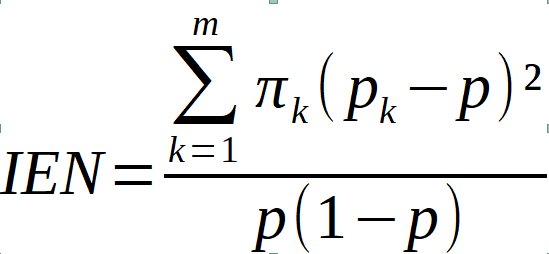 IEN = \frac{\sum_{k=1}^{m} \pi_k (p_k - p)^2}{p(1-p)}